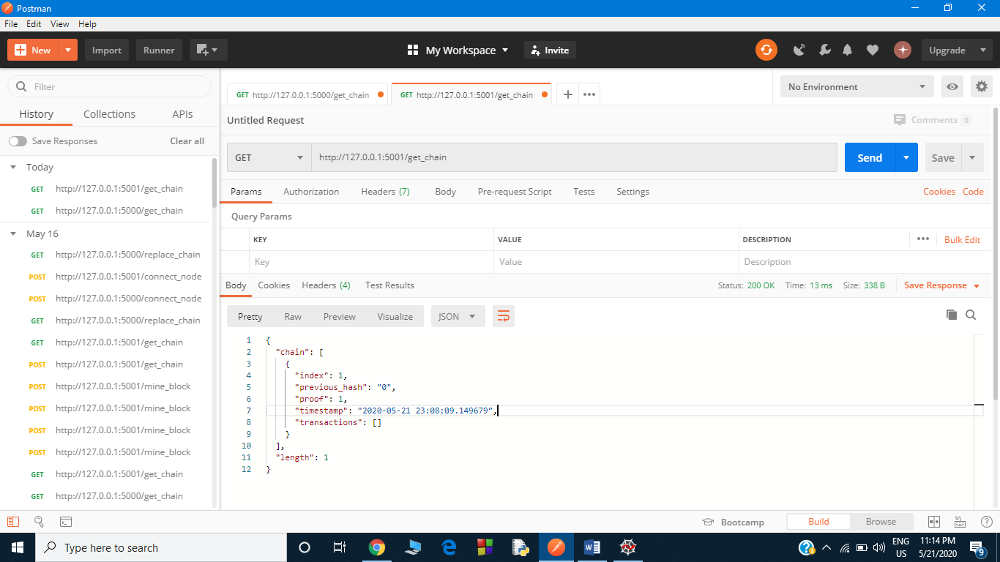 Postman
File Edit View Help
New Import Runner My Workspace Invite Upgrade
Filter
History Collections APIs
Save Responses Clear all
Today
GET http://127.0.0.1:5001/get_chain
GET http://127.0.0.1:5000/get_chain
May 16
GET http://127.0.0.1:5000/replace_chain
POST http://127.0.0.1:5001/connect_node
POST http://127.0.0.1:5000/connect_node
GET http://127.0.0.1:5000/replace_chain
GET http://127.0.0.1:5001/get_chain
POST http://127.0.0.1:5001/get_chain
POST http://127.0.0.1:5001/mine_block
POST http://127.0.0.1:5001/mine_block
POST http://127.0.0.1:5001/mine_block
POST http://127.0.0.1:5001/mine_block
GET http://127.0.0.1:5001/get_chain
GET http://127.0.0.1:5000/get_chain
GET http://127.0.0.1:5000/get_chain GET http://127.0.0.1:5001/get_chain No Environment
Untitled Request Comments 0
GET http://127.0.0.1:5001/get_chain Send Save
Params Authorization Headers (7) Body Pre-request Script Tests Settings Cookies Code
Query Params
KEY VALUE DESCRIPTION Bulk Edit
Key Value Description
Body Cookies Headers (4) Test Results Status: 200 OK Time: 13 ms Size: 338 B Save Response
Pretty Raw Preview Visualize JSON
1 {
2 "chain": [
3 {
4 "index": 1,
5 "previous_hash": "0",
6 "proof": 1,
7 "timestamp": "2020-05-21 23:08:09.149679",
8 "transactions": []
9 }
10 ],
11 "length": 1
12 }
Bootcamp Build Browse
Type here to search
ENG 11:14 PM
US 5/21/2020 9